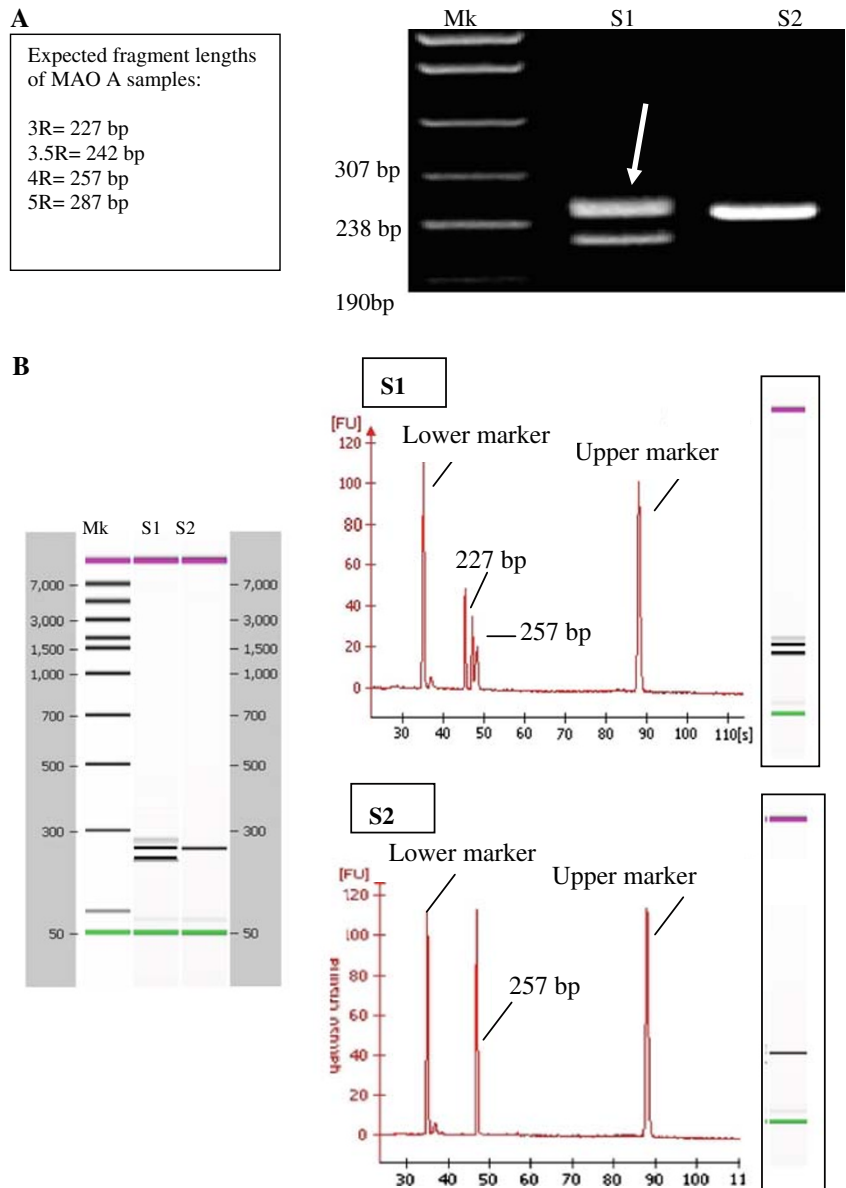 A
Expected fragment lengths
of MAO A samples:
3R= 227 bp
3.5R= 242 bp
4R= 257 bp
5R= 287 bp
Mk S1 S2
307 bp
238 bp
190bp
B
Mk S1 S2
7,000 7,000
3,000 3,000
1,500 1,500
1,000 1,000
700 700
500 500
300 300
50 50
S1
[FU]
120
100
80
60
40
20
0
Lower marker
Upper marker
227 bp
257 bp
30 40 50 60 70 80 90 100 110[s]
S2
[FU]
120
100
80
60
40
20
0
Lower marker
Upper marker
257 bp
30 40 50 60 70 80 90 100 11